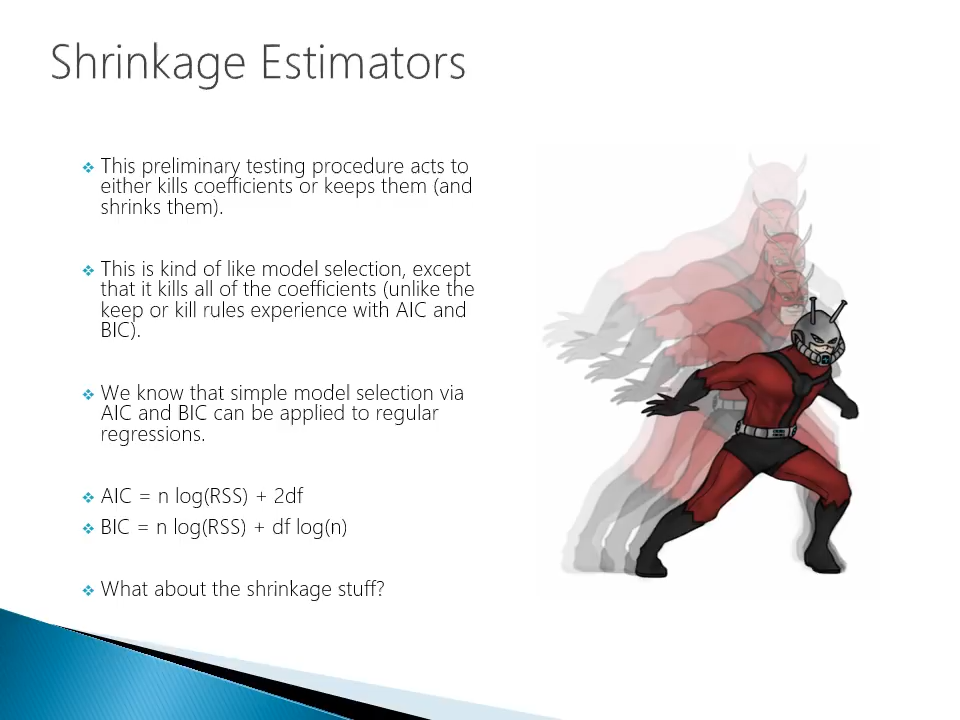 Shrinkage Estimators
This preliminary testing procedure acts to
either kills coefficients or keeps them (and
shrinks them).
This is kind of like model selection, except
that it kills all of the coefficients (unlike the
keep or kill rules experience with AIC and
BIC).
We know that simple model selection via
AIC and BIC can be applied to regular
regressions.
AIC = n log(RSS) + 2df
BIC = n log(RSS) + df log(n)
What about the shrinkage stuff?